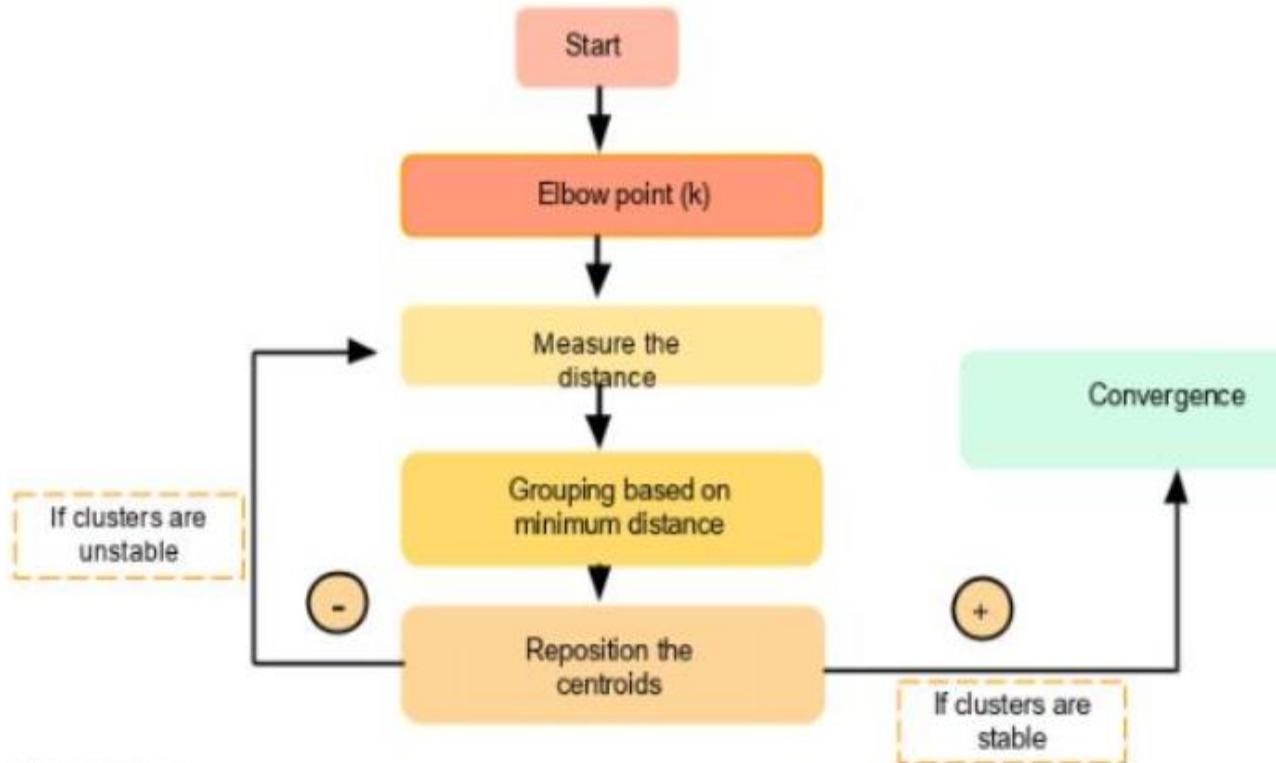 Start
Elbow point (k)
Measure the
distance
Convergence
Grouping based on
minimum distance
If clusters are
unstable
-
+
Reposition the
centroids
If clusters are
stable